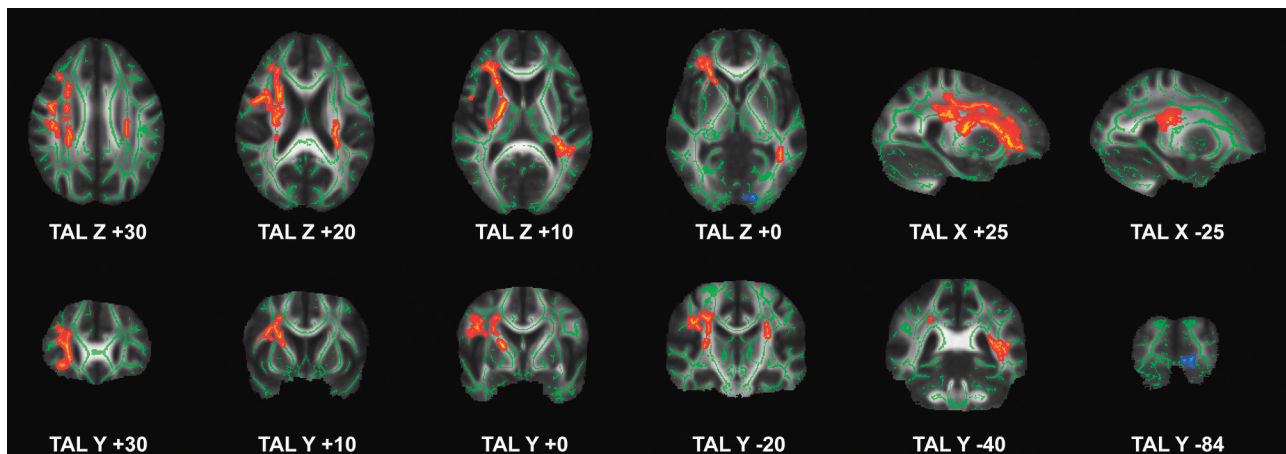 TAL Z +30
TAL Z +20
TAL Z +10
TAL Z +0
TAL X +25
TAL X -25
TAL Y +30
TAL Y +10
TAL Y +0
TAL Y -20
TAL Y -40
TAL Y -84